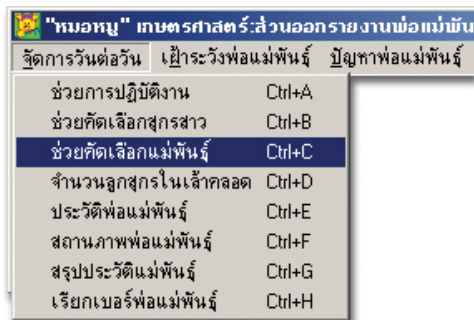 "หมอหมู" เกษตรศาสตร์:ส่วนออกรายงานพ่อแม่พัน
จัดการวันต่อวัน เฝ้าระวังพ่อแม่พันธุ์ ปัญหาพ่อแม่พันธุ์
ช่วยการปฏิบัติงาน Ctrl+A
ช่วยคัดเลือกสุกรสาว Ctrl+B
ช่วยคัดเลือกแม่พันธุ์ Ctrl+C
จำนวนลูกสุกรในเล้าคลอด Ctrl+D
ประวัติพ่อแม่พันธุ์ Ctrl+E
สถานภาพพ่อแม่พันธุ์ Ctrl+F
สรุปประวัติแม่พันธุ์ Ctrl+G
เรียกเบอร์พ่อแม่พันธุ์ Ctrl+H